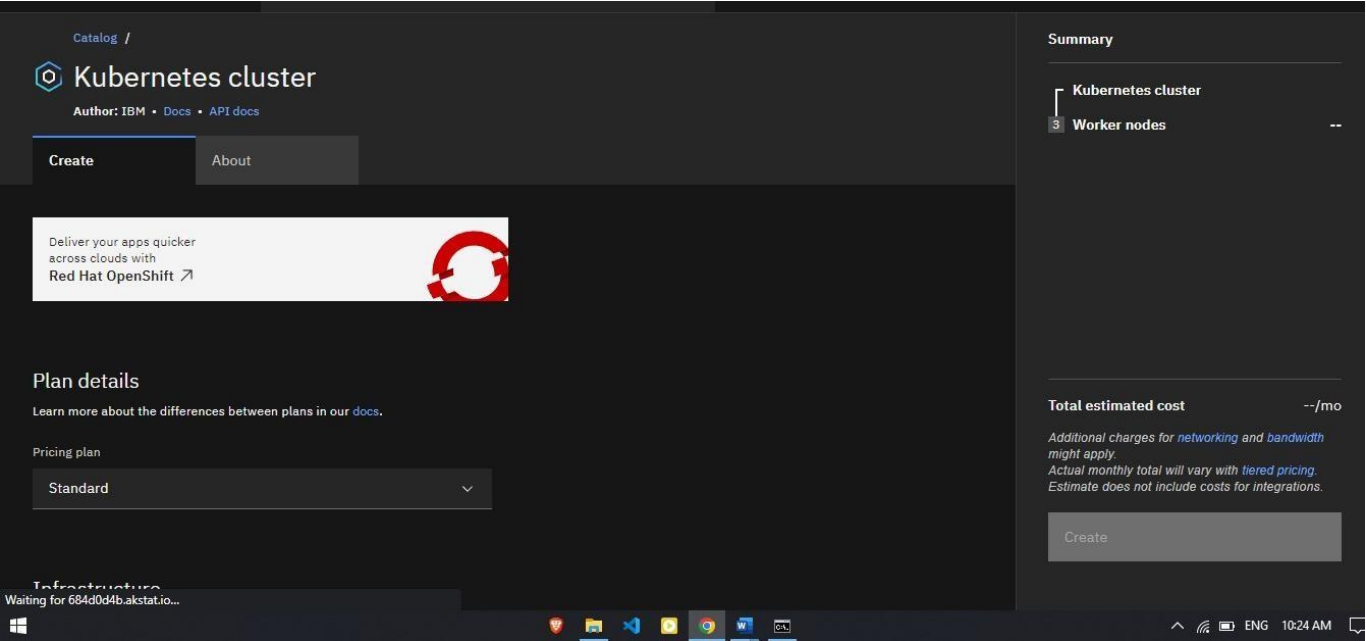 Catalog /
Kubernetes cluster
Author: IBM • Docs • API docs
Create
About
Deliver your apps quicker
across clouds with
Red Hat OpenShift ↗
Plan details
Learn more about the differences between plans in our docs.
Pricing plan
Standard
Infrastructure
Waiting for 684d0d4b.akstat.io...
Summary
Kubernetes cluster
3 Worker nodes --
Total estimated cost --/mo
Additional charges for networking and bandwidth
might apply.
Actual monthly total will vary with tiered pricing.
Estimate does not include costs for integrations.
Create
ENG 10:24 AM